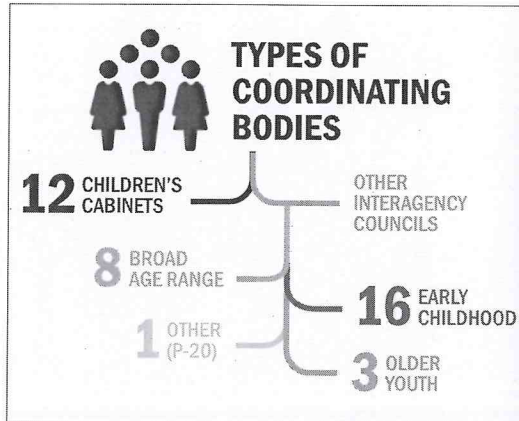 TYPES OF
COORDINATING
BODIES
12 CHILDREN'S
CABINETS
OTHER
INTERAGENCY
COUNCILS
8 BROAD
AGE RANGE
16 EARLY
CHILDHOOD
1 OTHER
(P-20)
3 OLDER
YOUTH